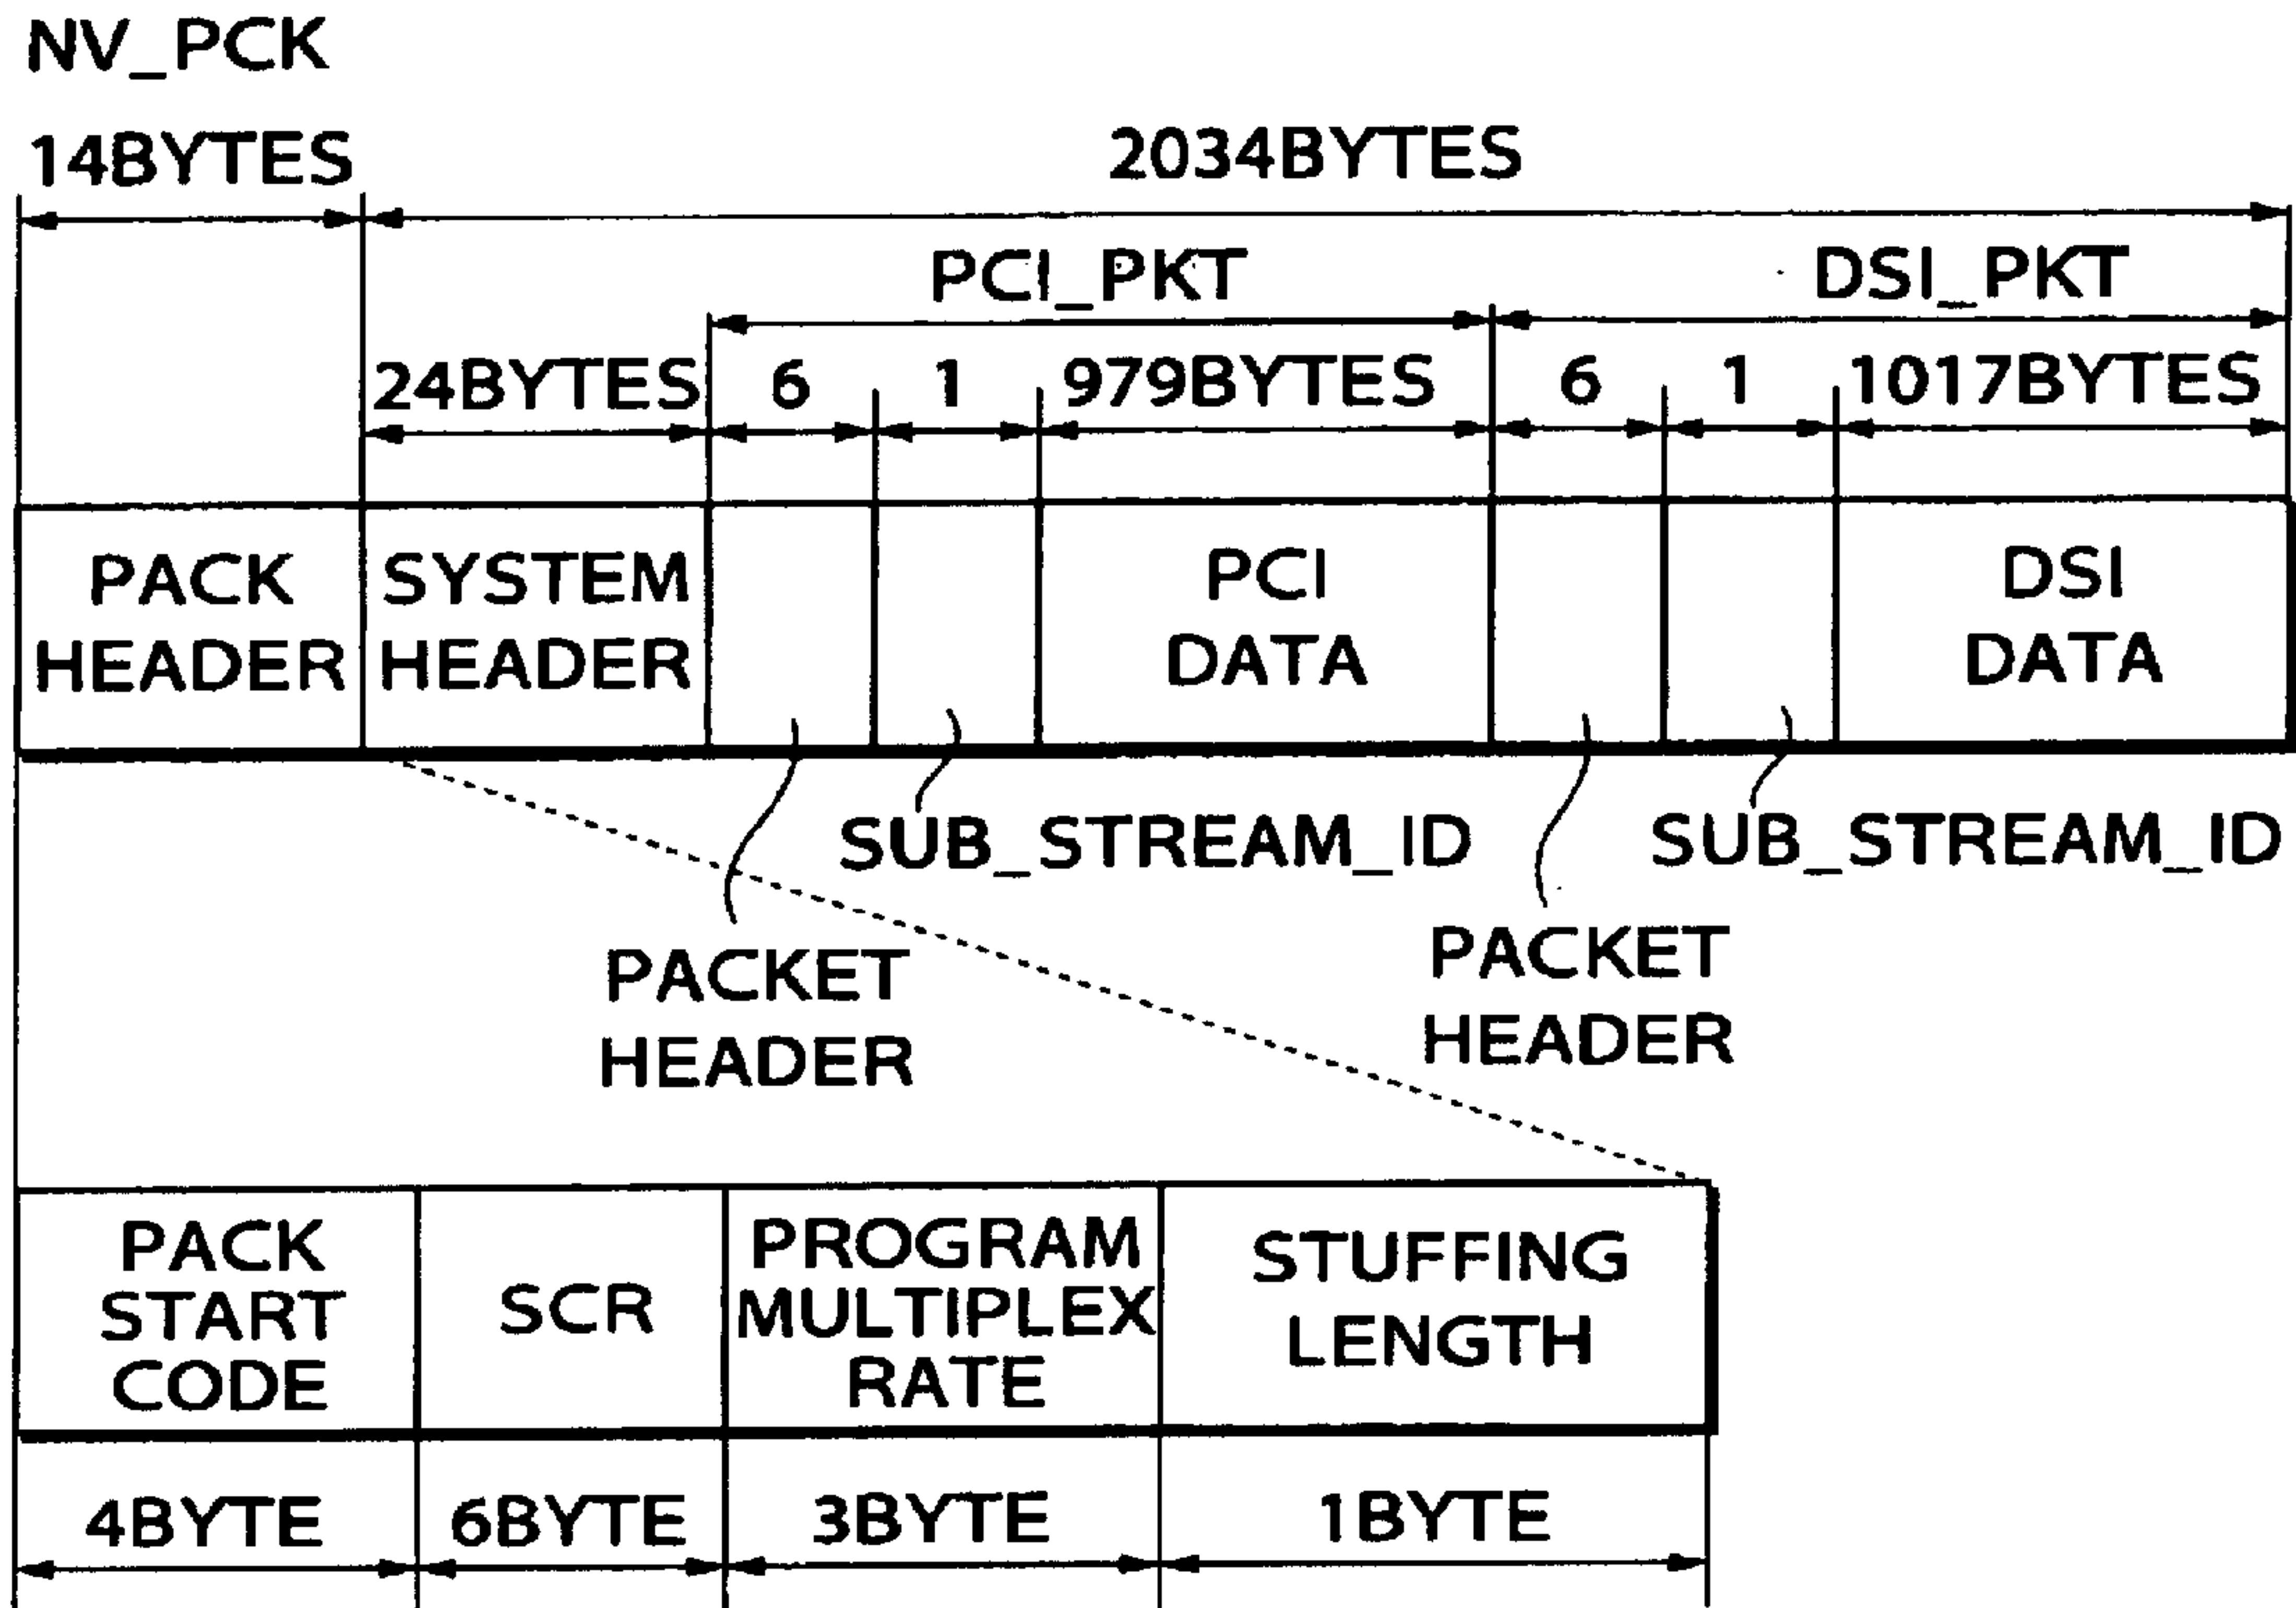 NV_PCK
14BYTES
2034BYTES
PCI_PKT
DSI_PKT
24BYTES
6
1
979BYTES
6
1
1017BYTES
PACK
HEADER
SYSTEM
HEADER
PCI
DATA
DSI
DATA
SUB_STREAM_ID
SUB_STREAM_ID
PACKET
HEADER
PACKET
HEADER
PACK
START
CODE
SCR
PROGRAM
MULTIPLEX
RATE
STUFFING
LENGTH
4BYTE
6BYTE
3BYTE
1BYTE